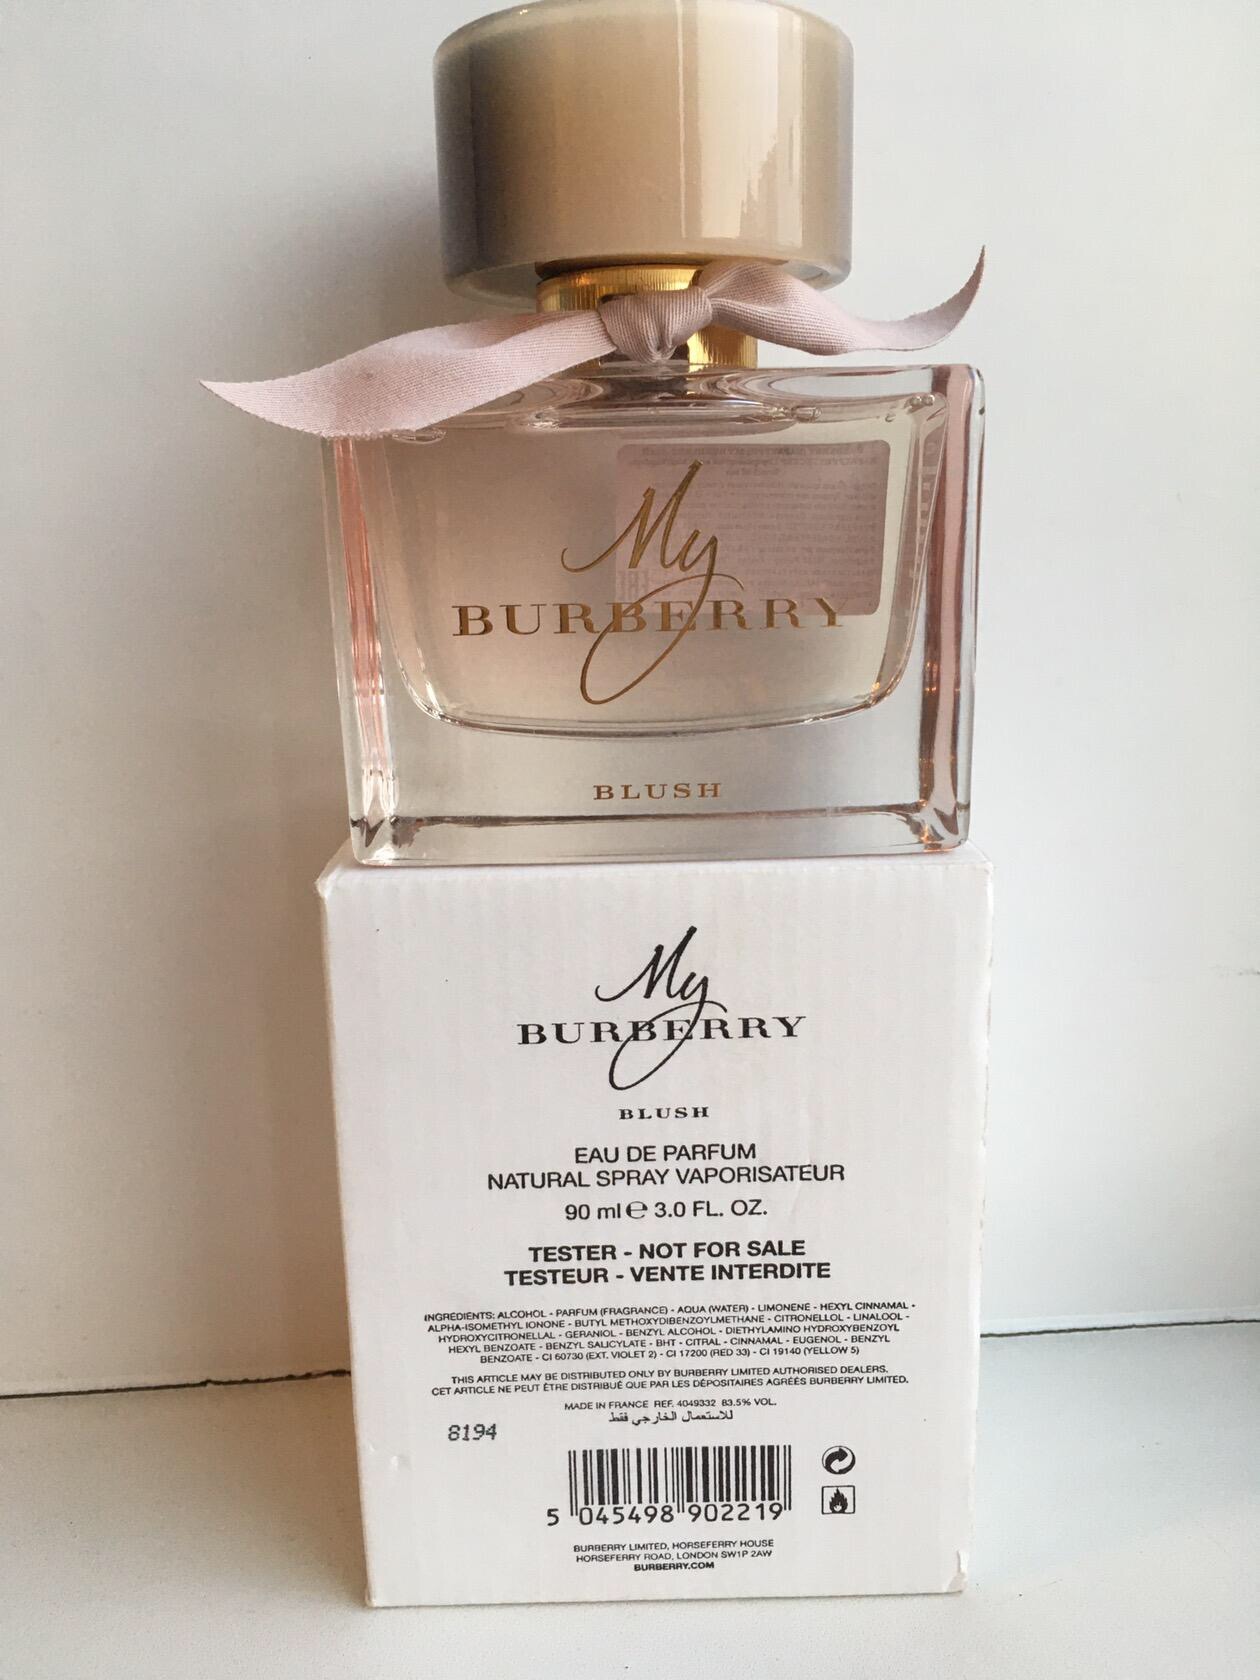 My
BURBERRY
BLUSH
My
BURBERRY
BLUSH
EAU DE PARFUM
NATURAL SPRAY VAPORISATEUR
90 ml ℮ 3.0 FL. OZ.
TESTER - NOT FOR SALE
TESTEUR - VENTE INTERDITE
INGREDIENTS: ALCOHOL - PARFUM (FRAGRANCE) - AQUA (WATER) - LIMONENE - HEXYL CINNAMAL -
ALPHA-ISOMETHYL IONONE - BUTYL METHOXYDIBENZOYLMETHANE - CITRONELLOL - LINALOOL -
HYDROXYCITRONELLAL - GERANIOL - BENZYL ALCOHOL - DIETHYLAMINO HYDROXYBENZOYL
HEXYL BENZOATE - BENZYL SALICYLATE - BHT - CITRAL - CINNAMAL - EUGENOL - BENZYL
BENZOATE - CI 60730 (EXT. VIOLET 2) - CI 17200 (RED 33) - CI 19140 (YELLOW 5)
THIS ARTICLE MAY BE DISTRIBUTED ONLY BY BURBERRY LIMITED AUTHORISED DEALERS.
CET ARTICLE NE PEUT ÊTRE DISTRIBUÉ QUE PAR LES DÉPOSITAIRES AGRÉÉS BURBERRY LIMITED.
MADE IN FRANCE REF. 4049332 83.5% VOL.
للاستعمال الخارجي فقط
8194
5 045498 902219
BURBERRY LIMITED, HORSEFERRY HOUSE
HORSEFERRY ROAD, LONDON SW1P 2AW
BURBERRY.COM